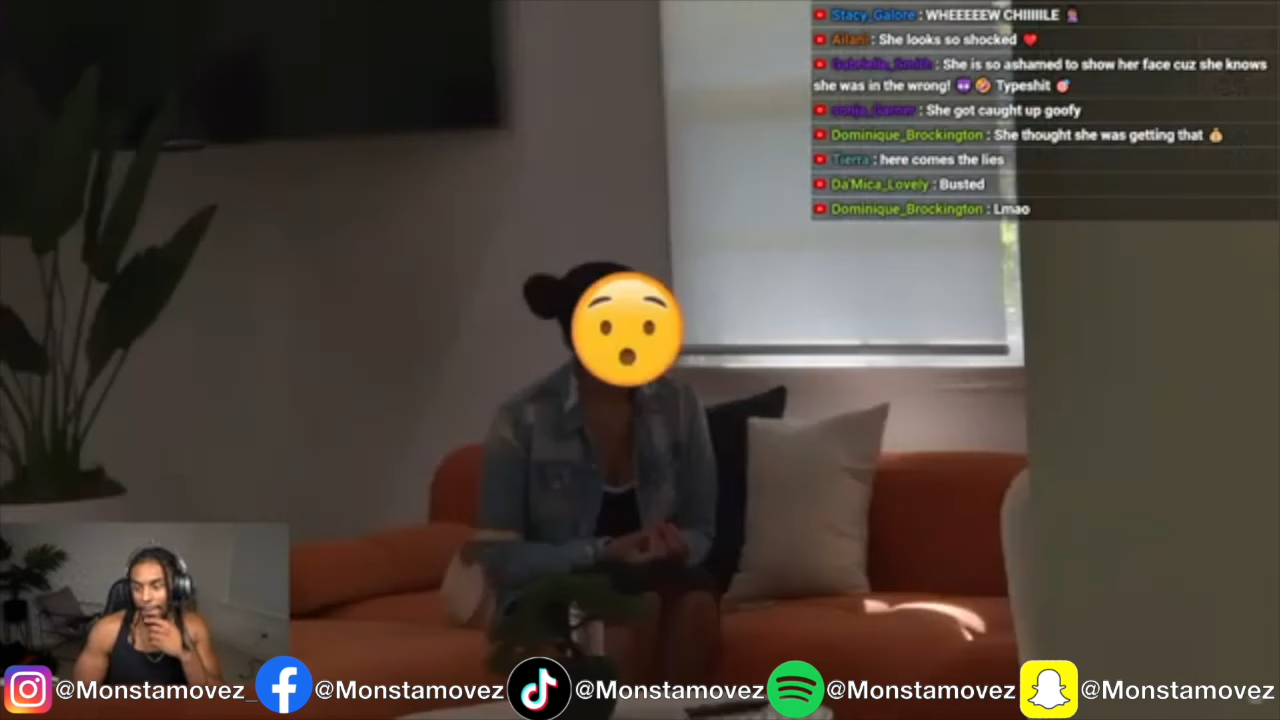 Stacy_Galore : WHEEEEEW CHIIIIILE
Ailani : She looks so shocked
Gabriella_Smith : She is so ashamed to show her face cuz she knows
she was in the wrong! Typeshit
: She got caught up goofy
Dominique_Brockington : She thought she was getting that
Tierra : here comes the lies
Da'Mica_Lovely : Busted
Dominique_Brockington : Lmao
@Monstamovez_ @Monstamovez @Monstamovez @Monstamovez @Monstamovez